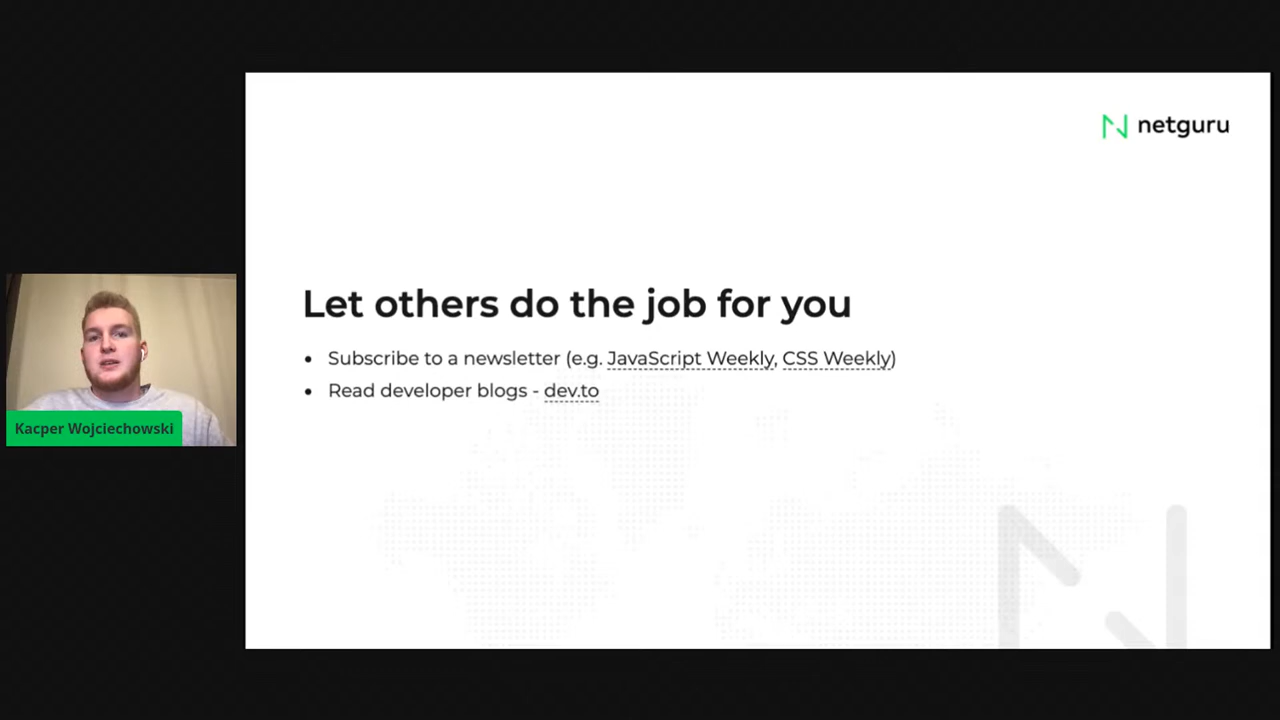 netguru
Let others do the job for you
• Subscribe to a newsletter (e.g. JavaScript Weekly, CSS Weekly)
• Read developer blogs - dev.to
Kacper Wojciechowski